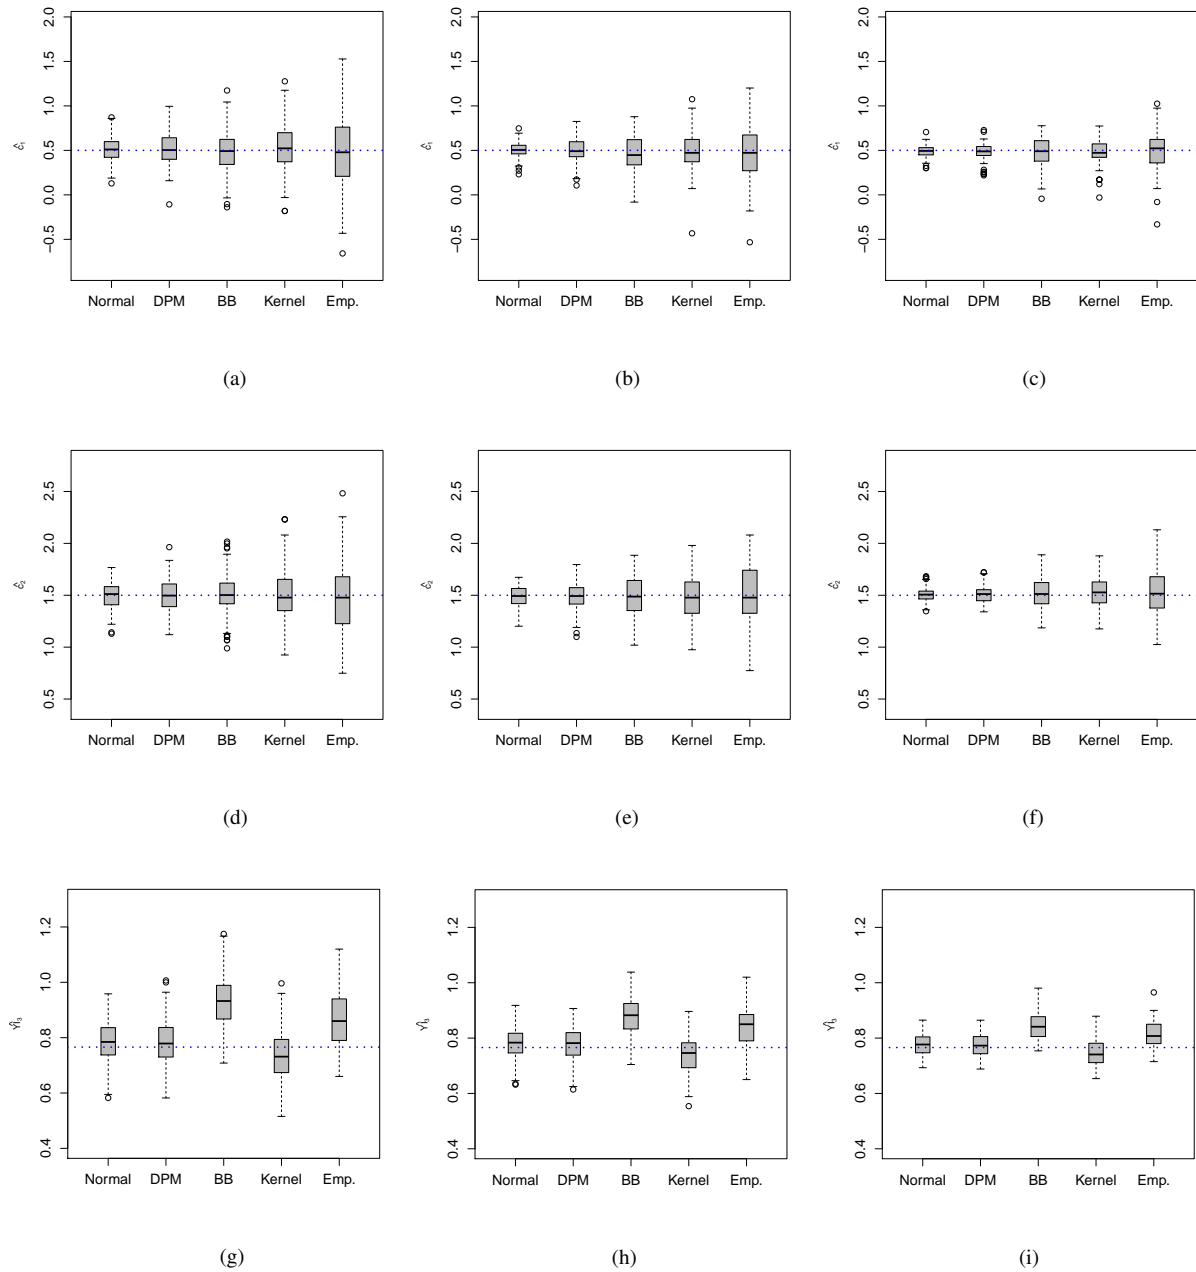 2.0 2.0 2.0
1.5 1.5 1.5
1.0 1.0 1.0
ĉ₁ 0.5 ĉ₁ 0.5 ĉ₁ 0.5
0.0 0.0 0.0
−0.5 −0.5 −0.5
Normal DPM BB Kernel Emp. Normal DPM BB Kernel Emp. Normal DPM BB Kernel Emp.
(a) (b) (c)
2.5 2.5 2.5
2.0 2.0 2.0
ĉ₂ 1.5 ĉ₂ 1.5 ĉ₂ 1.5
1.0 1.0 1.0
0.5 0.5 0.5
Normal DPM BB Kernel Emp. Normal DPM BB Kernel Emp. Normal DPM BB Kernel Emp.
(d) (e) (f)
1.2 1.2 1.2
1.0 1.0 1.0
YÎ₃ 0.8 YÎ₃ 0.8 YÎ₃ 0.8
0.6 0.6 0.6
0.4 0.4 0.4
Normal DPM BB Kernel Emp. Normal DPM BB Kernel Emp. Normal DPM BB Kernel Emp.
(g) (h) (i)